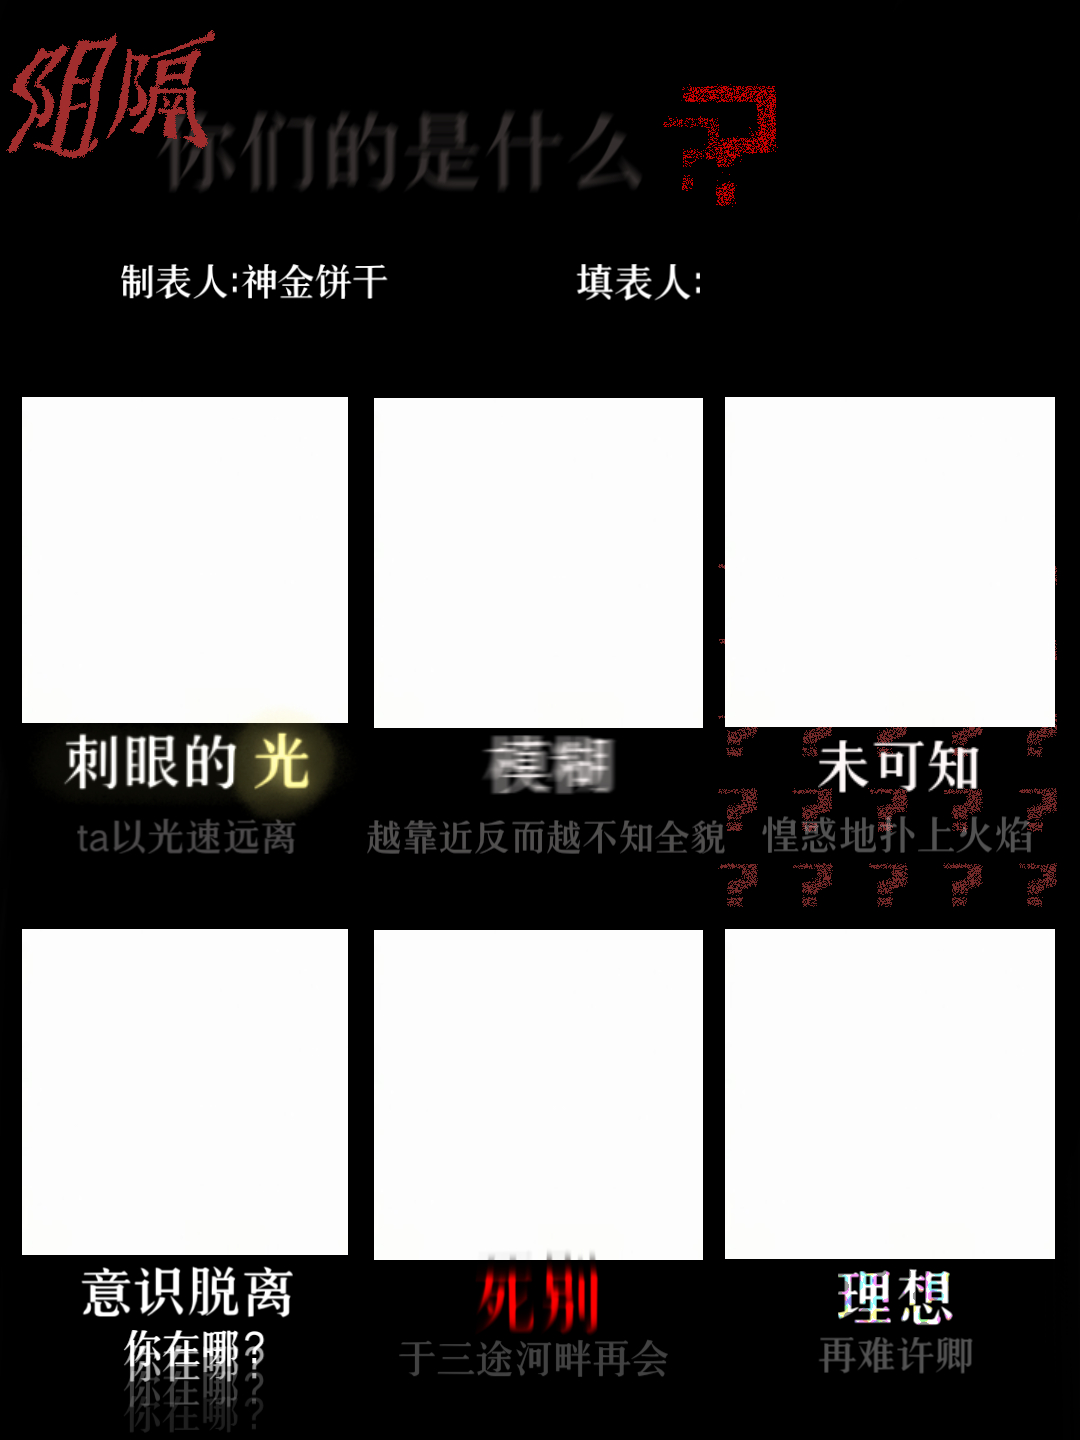 阻隔
你们的是什么?
制表人:神金饼干
填表人:
刺眼的光
ta以光速远离
模糊
越靠近反而越不知全貌
未可知
惶惑地扑上火焰
? ? ? ? ?
? ? ? ? ?
? ? ? ? ?
意识脱离
你在哪?
你在哪?
你在哪?
你在哪?
死别
于三途河畔再会
理想
再难许卿